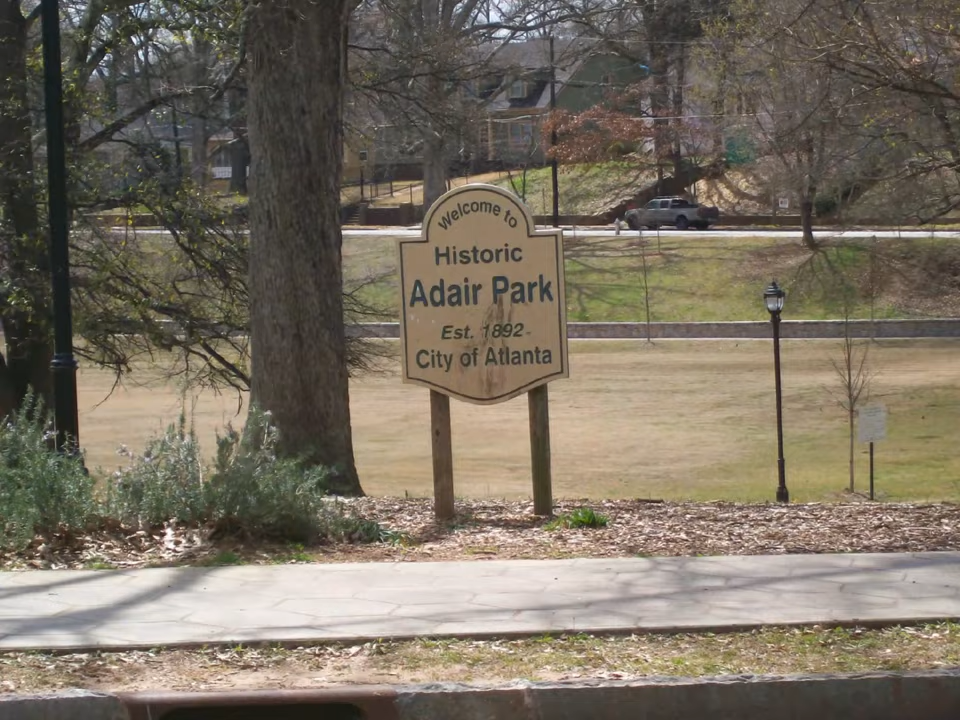 Welcome to
Historic
Adair Park
Est. 1892
City of Atlanta